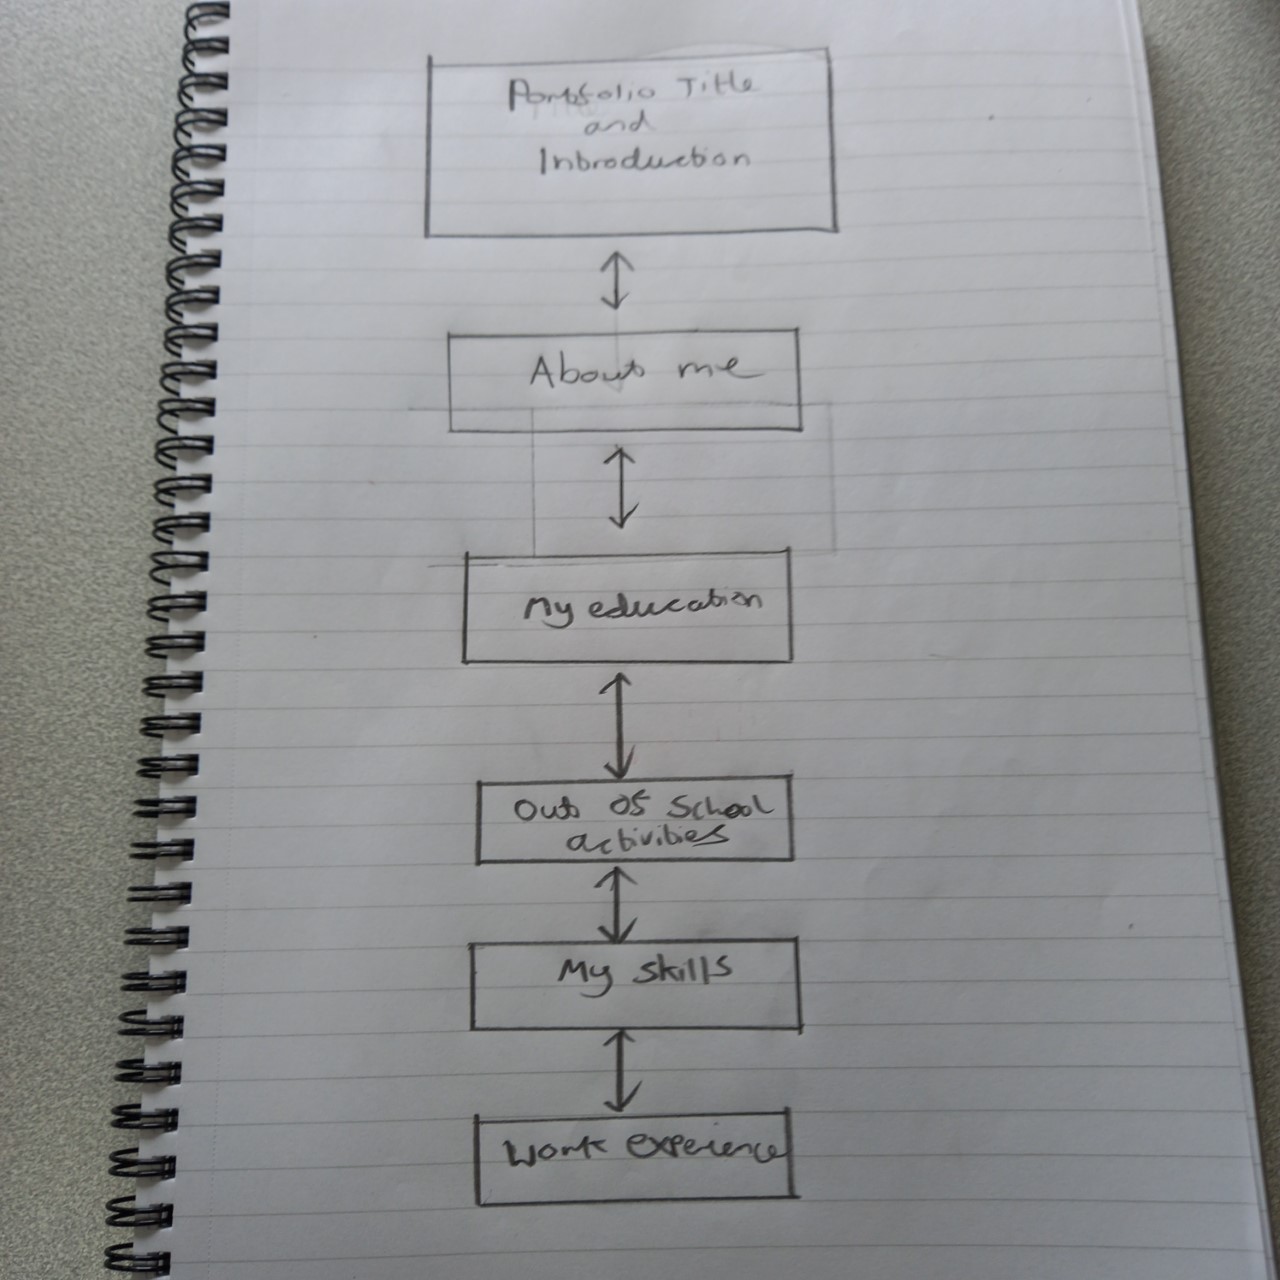 Portfolio Title
and
Introduction
About me
My education
Out of School
activities
My skills
Work experience